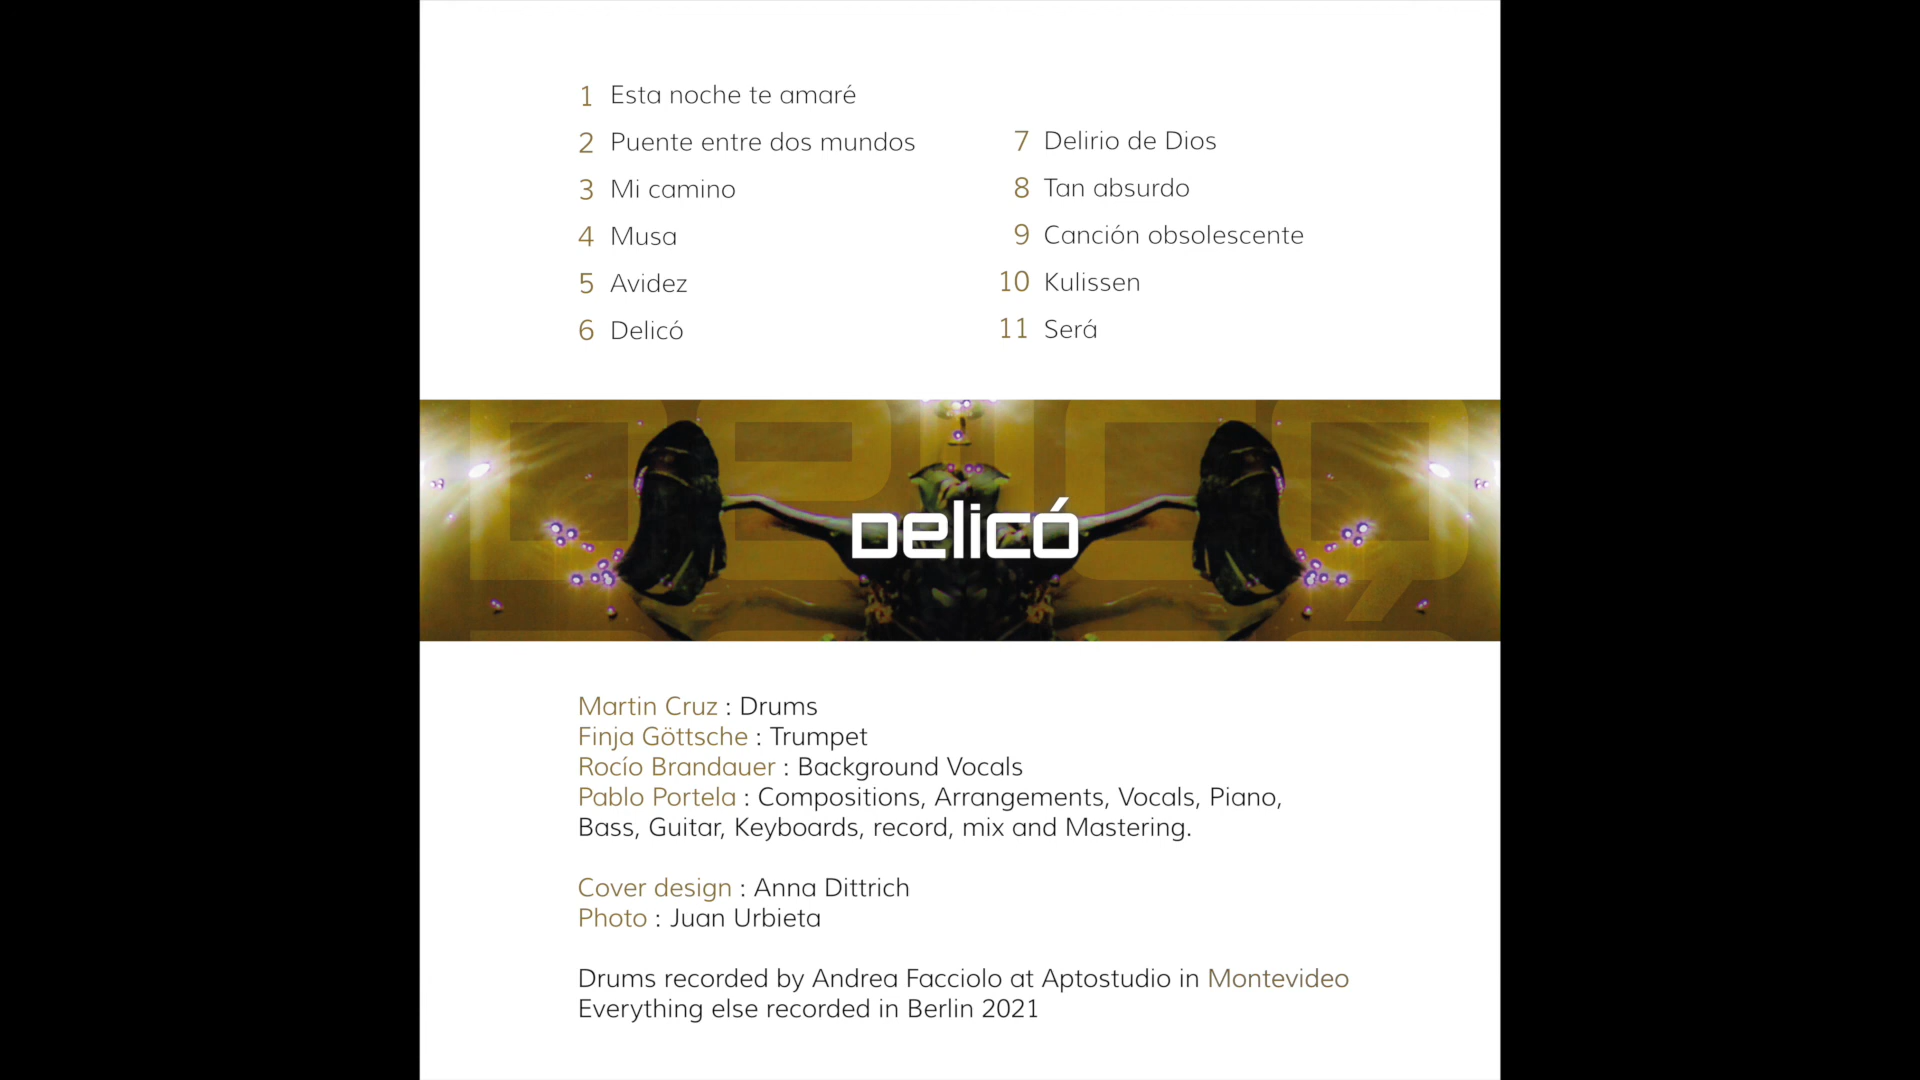 1 Esta noche te amaré
2 Puente entre dos mundos
3 Mi camino
4 Musa
5 Avidez
6 Delicó
7 Delirio de Dios
8 Tan absurdo
9 Canción obsolescente
10 Kulissen
11 Será
Delicó
Martin Cruz : Drums
Finja Göttsche : Trumpet
Rocío Brandauer : Background Vocals
Pablo Portela : Compositions, Arrangements, Vocals, Piano,
Bass, Guitar, Keyboards, record, mix and Mastering.
Cover design : Anna Dittrich
Photo : Juan Urbieta
Drums recorded by Andrea Facciolo at Aptostudio in Montevideo
Everything else recorded in Berlin 2021